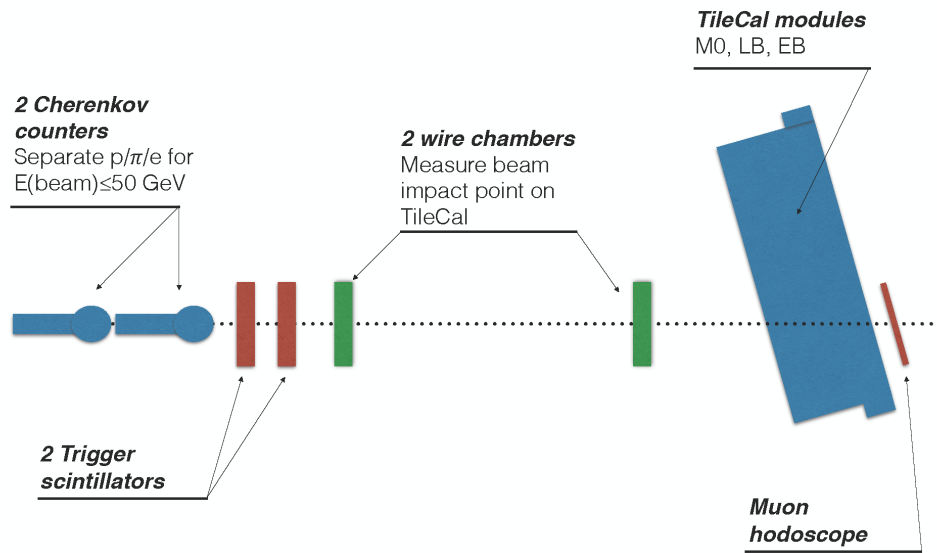 TileCal modules
M0, LB, EB
2 Cherenkov
counters
Separate p/π/e for
E(beam)≤50 GeV
2 wire chambers
Measure beam
impact point on
TileCal
2 Trigger
scintillators
Muon
hodoscope